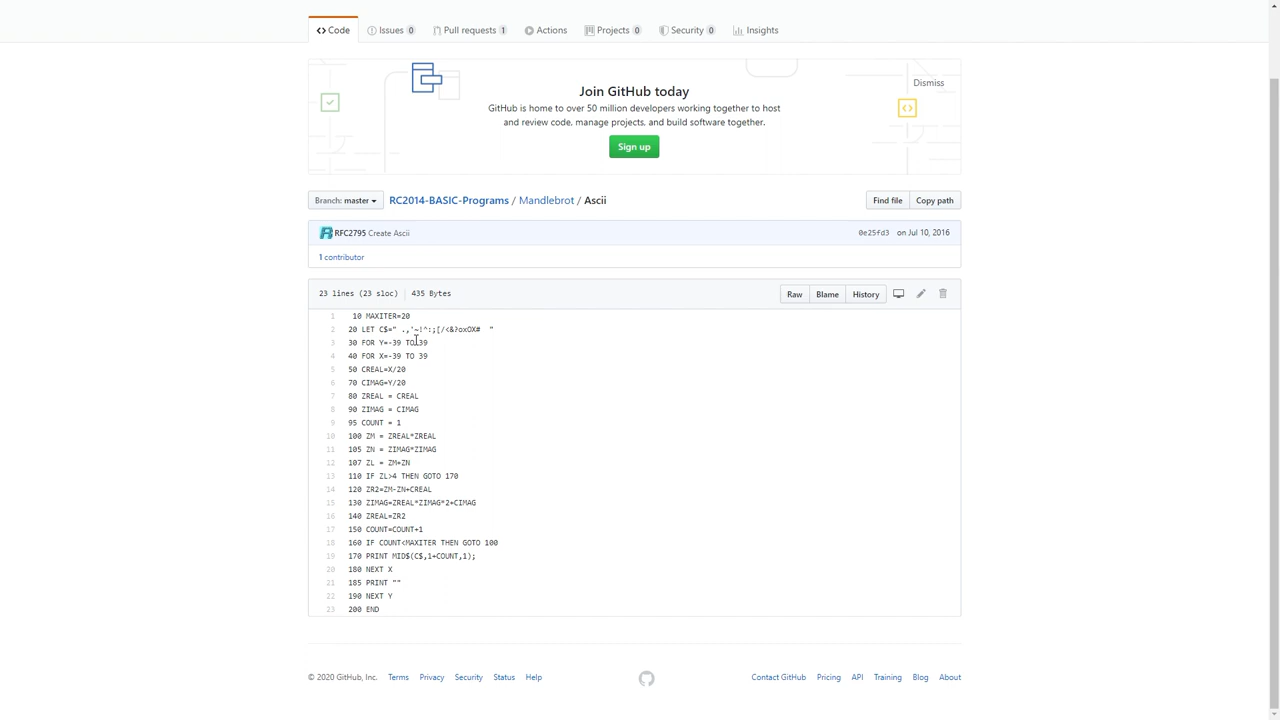 Code Issues 0 Pull requests 1 Actions Projects 0 Security 0 Insights
Join GitHub today
Dismiss
GitHub is home to over 50 million developers working together to host
and review code, manage projects, and build software together.
Sign up
Branch: master RC2014-BASIC-Programs / Mandlebrot / Ascii Find file Copy path
RFC2795 Create Ascii 0e25fd3 on Jul 10, 2016
1 contributor
23 lines (23 sloc) 435 Bytes Raw Blame History
1 10 MAXITER=20
2 20 LET C$=" .,'~!^:;[/<&?oxOX#  "
3 30 FOR Y=-39 TO 39
4 40 FOR X=-39 TO 39
5 50 CREAL=X/20
6 70 CIMAG=Y/20
7 80 ZREAL = CREAL
8 90 ZIMAG = CIMAG
9 95 COUNT = 1
10 100 ZM = ZREAL*ZREAL
11 105 ZN = ZIMAG*ZIMAG
12 107 ZL = ZM+ZN
13 110 IF ZL>4 THEN GOTO 170
14 120 ZR2=ZM-ZN+CREAL
15 130 ZIMAG=ZREAL*ZIMAG*2+CIMAG
16 140 ZREAL=ZR2
17 150 COUNT=COUNT+1
18 160 IF COUNT<MAXITER THEN GOTO 100
19 170 PRINT MID$(C$,1+COUNT,1);
20 180 NEXT X
21 185 PRINT ""
22 190 NEXT Y
23 200 END
© 2020 GitHub, Inc. Terms Privacy Security Status Help Contact GitHub Pricing API Training Blog About